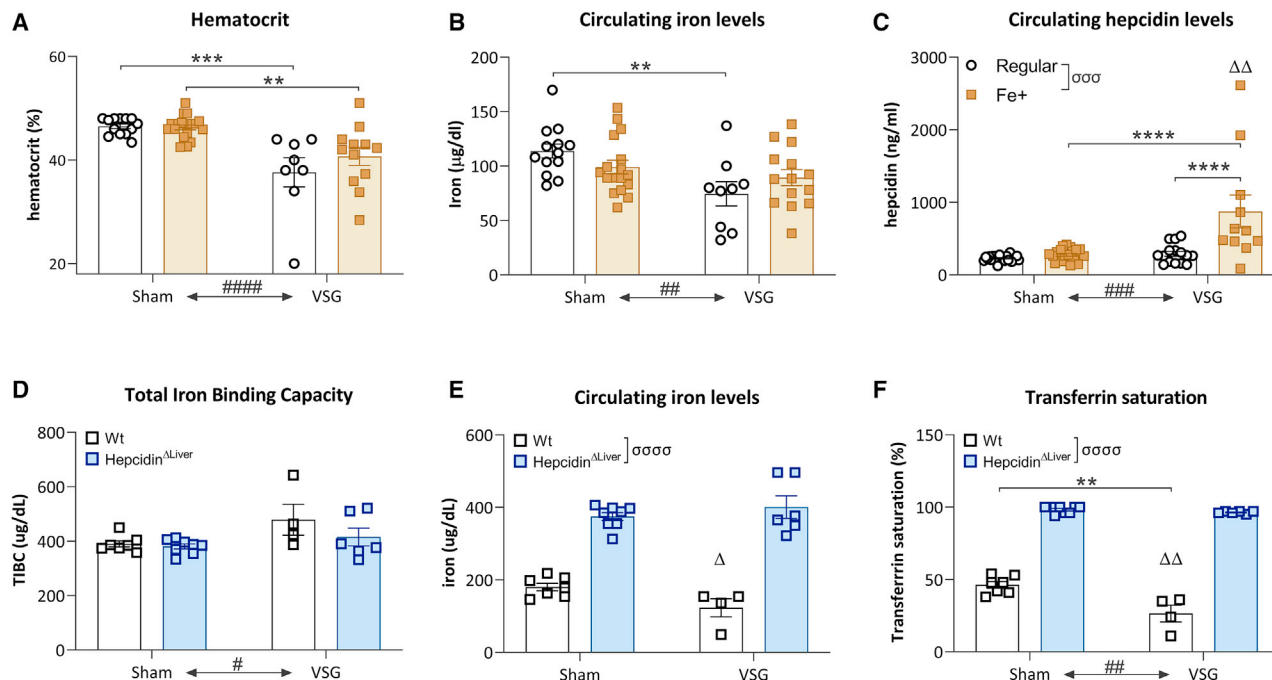 A
Hematocrit
hematocrit (%)
60
40
20
***
**
Sham
####
VSG
B
Circulating iron levels
Iron (µg/dl)
200
150
100
50
0
**
Sham
##
VSG
C
Circulating hepcidin levels
hepcidin (ng/ml)
3000
2000
1000
0
Regular
Fe+
σσσ
ΔΔ
****
****
Sham
###
VSG
D
Total Iron Binding Capacity
TIBC (ug/dL)
800
600
400
200
0
Wt
Hepcidin^ΔLiver
Sham
#
VSG
E
Circulating iron levels
iron (ug/dL)
600
400
200
0
Wt
Hepcidin^ΔLiver
σσσσ
Δ
Sham
VSG
F
Transferrin saturation
Transferrrin saturation (%)
150
100
50
0
Wt
Hepcidin^ΔLiver
σσσσ
**
ΔΔ
Sham
##
VSG